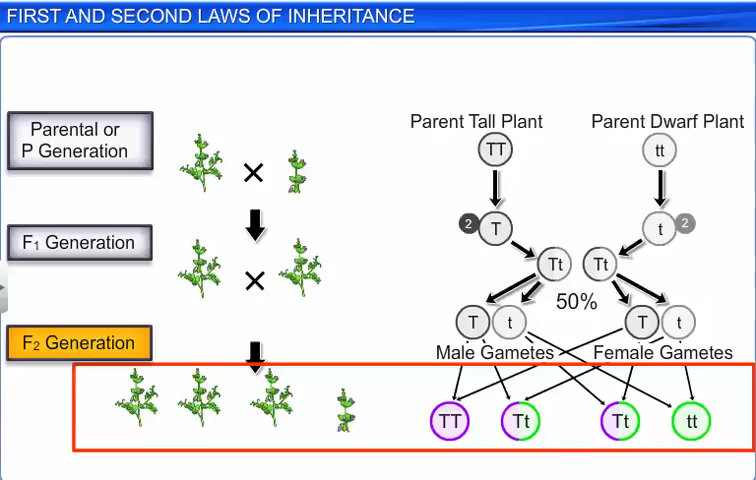 FIRST AND SECOND LAWS OF INHERITANCE
Parental or
P Generation
×
Parent Tall Plant
Parent Dwarf Plant
TT
tt
2
T
t
2
F1 Generation
×
Tt
Tt
50%
T
t
T
t
F2 Generation
Male Gametes
Female Gametes
TT
Tt
Tt
tt